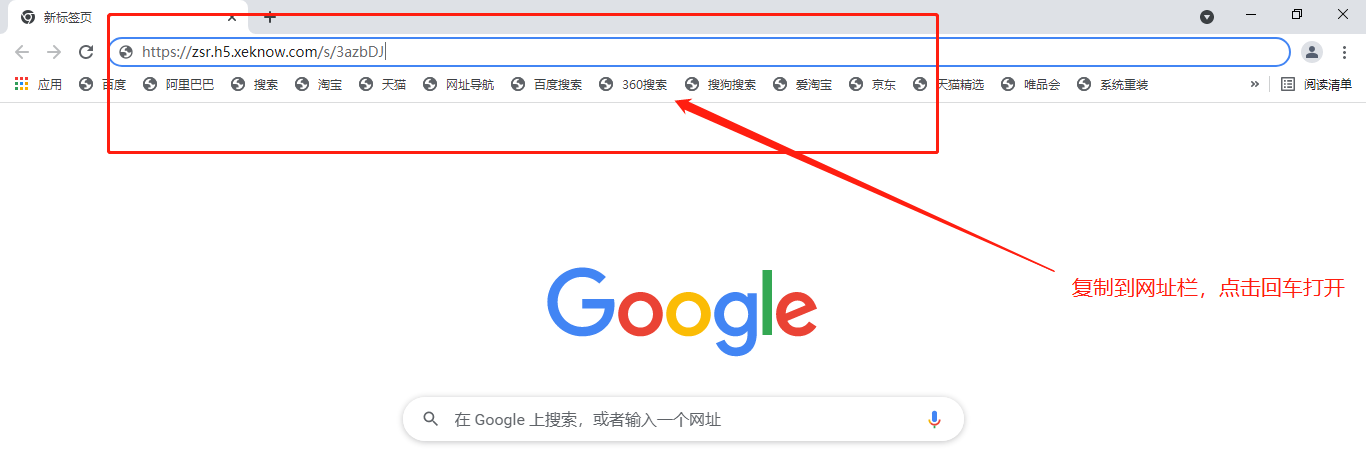 新标签页
https://zsr.h5.xeknow.com/s/3azbDJ
应用 百度 阿里巴巴 搜索 淘宝 天猫 网址导航 百度搜索 360搜索 搜狗搜索 爱淘宝 京东 天猫精选 唯品会 系统重装 » 阅读清单
Google
复制到网址栏，点击回车打开
在 Google 上搜索，或者输入一个网址